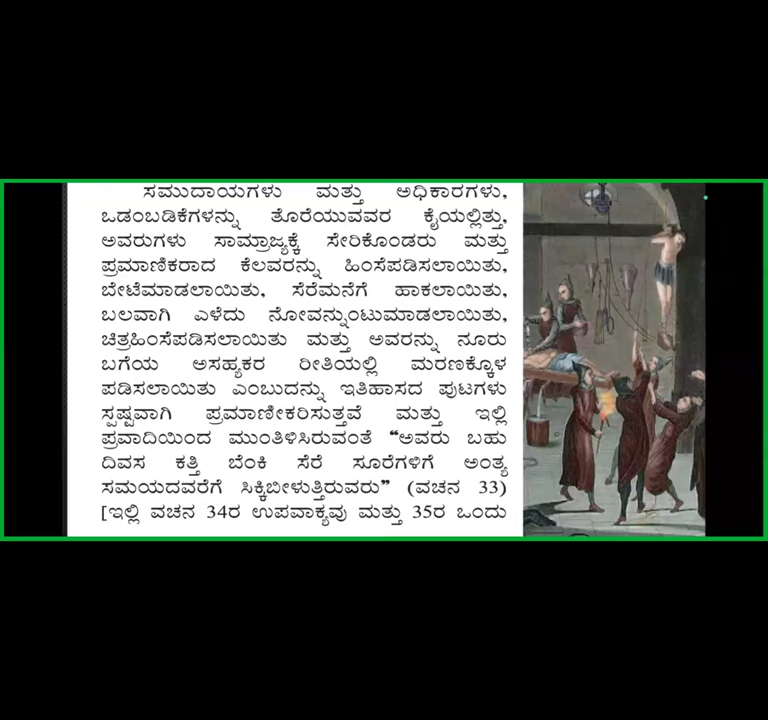 ಸಮುದಾಯಗಳು ಮತ್ತು ಅಧಿಕಾರಗಳು,
ಒಡಂಬಡಿಕೆಗಳನ್ನು ತೊರೆಯುವವರ ಕೈಯಲ್ಲಿತ್ತು,
ಅವರುಗಳು ಸಾಮ್ರಾಜ್ಯಕ್ಕೆ ಸೇರಿಕೊಂಡರು ಮತ್ತು
ಪ್ರಮಾಣಿಕರಾದ ಕೆಲವರನ್ನು ಹಿಂಸೆಪಡಿಸಲಾಯಿತು,
ಬೇಟೆಮಾಡಲಾಯಿತು, ಸೆರೆಮನೆಗೆ ಹಾಕಲಾಯಿತು,
ಬಲವಾಗಿ ಎಳೆದು ನೋವನ್ನುಂಟುಮಾಡಲಾಯಿತು,
ಚಿತ್ರಹಿಂಸೆಪಡಿಸಲಾಯಿತು ಮತ್ತು ಅವರನ್ನು ನೂರು
ಬಗೆಯ ಅಸಹ್ಯಕರ ರೀತಿಯಲ್ಲಿ ಮರಣಕ್ಕೊಳ
ಪಡಿಸಲಾಯಿತು ಎಂಬುದನ್ನು ಇತಿಹಾಸದ ಪುಟಗಳು
ಸ್ಪಷ್ಟವಾಗಿ ಪ್ರಮಾಣೀಕರಿಸುತ್ತವೆ ಮತ್ತು ಇಲ್ಲಿ
ಪ್ರವಾದಿಯಿಂದ ಮುಂತಿಳಿಸಿರುವಂತೆ “ಅವರು ಬಹು
ದಿವಸ ಕತ್ತಿ ಬೆಂಕಿ ಸೆರೆ ಸೂರೆಗಳಿಗೆ ಅಂತ್ಯ
ಸಮಯದವರೆಗೆ ಸಿಕ್ಕಿಬೀಳುತ್ತಿರುವರು” (ವಚನ 33)
[ಇಲ್ಲಿ ವಚನ 34ರ ಉಪವಾಕ್ಯವು ಮತ್ತು 35ರ ಒಂದು